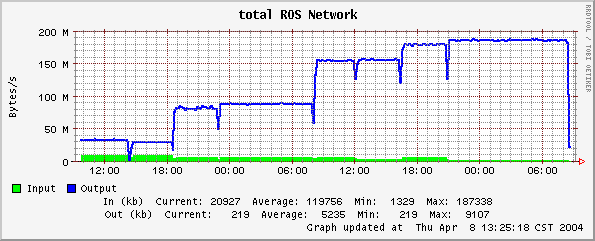 total ROS Network
RRDTOOL / TOBI OETIKER
Bytes/s
200 M
150 M
100 M
50 M
0
12:00 18:00 00:00 06:00 12:00 18:00 00:00 06:00
Input Output
In (kb) Current: 20927 Average: 119756 Min: 1329 Max: 187338
Out (kb) Current: 219 Average: 5235 Min: 219 Max: 9107
Graph updated at Thu Apr 8 13:25:18 CST 2004